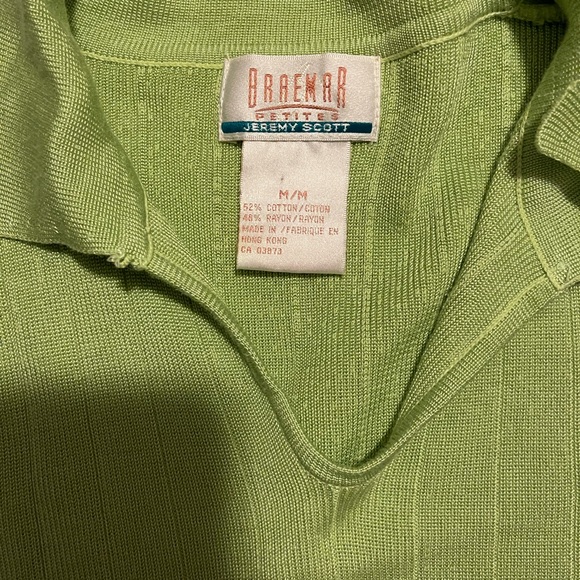 BRAEMAR
PETITES
JEREMY SCOTT
M/M
52% COTTON/COTON
48% RAYON/RAYON
MADE IN /FABRIQUE EN
HONG KONG
CA 03873